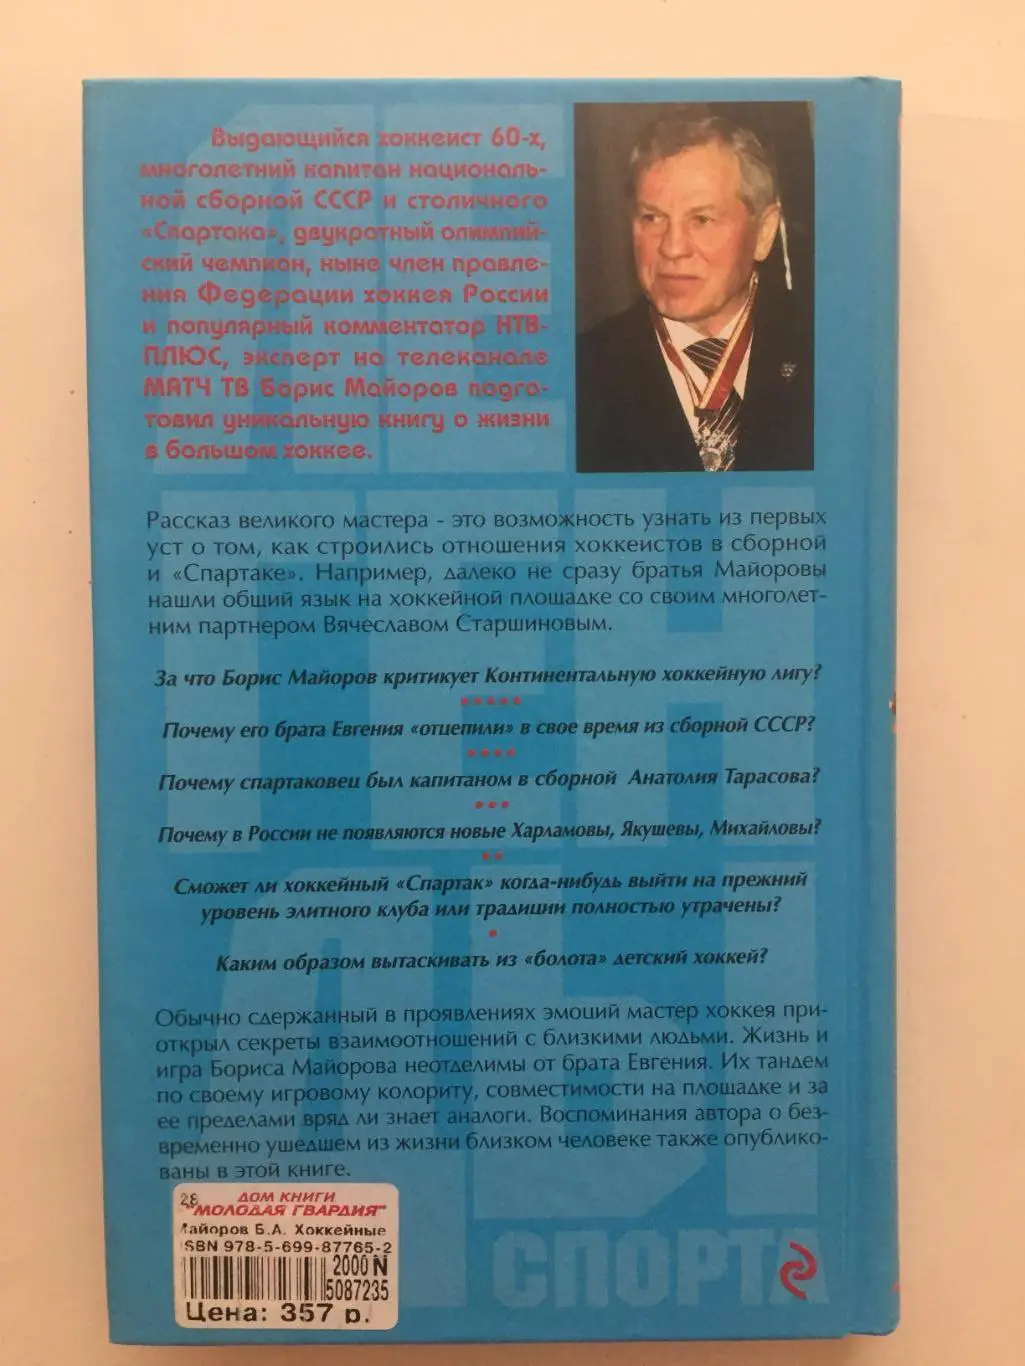 Выдающийся хоккеист 60-х,
многолетний капитан националь-
ной сборной СССР и столичного
«Спартака», двукратный олимпий-
ский чемпион, ныне член правле-
ния Федерации хоккея России
и популярный комментатор НТВ-
ПЛЮС, эксперт на телеканале
МАТЧ ТВ Борис Майоров подго-
товил уникальную книгу о жизни
в большом хоккее.
Рассказ великого мастера - это возможность узнать из первых
уст о том, как строились отношения хоккеистов в сборной
и «Спартаке». Например, далеко не сразу братья Майоровы
нашли общий язык на хоккейной площадке со своим многолет-
ним партнером Вячеславом Старшиновым.
За что Борис Майоров критикует Континентальную хоккейную лигу?
Почему его брата Евгения «отцепили» в свое время из сборной СССР?
Почему спартаковец был капитаном в сборной Анатолия Тарасова?
Почему в России не появляются новые Харламовы, Якушевы, Михайловы?
Сможет ли хоккейный «Спартак» когда-нибудь выйти на прежний
уровень элитного клуба или традиции полностью утрачены?
Каким образом вытаскивать из «болота» детский хоккей?
Обычно сдержанный в проявлениях эмоций мастер хоккея при-
открыл секреты взаимоотношений с близкими людьми. Жизнь и
игра Бориса Майорова неотделимы от брата Евгения. Их тандем
по своему игровому колориту, совместимости на площадке и за
ее пределами вряд ли знает аналоги. Воспоминания автора о без-
временно ушедшем из жизни близком человеке также опублико-
ваны в этой книге.
28 ДОМ КНИГИ
"МОЛОДАЯ ГВАРДИЯ"
Майоров Б.А. Хоккейные
ISBN 978-5-699-87765-2
2000 N
5087235
Цена: 357 р.
ЛЕ
ГЕН
ДЫ
СПОРТА